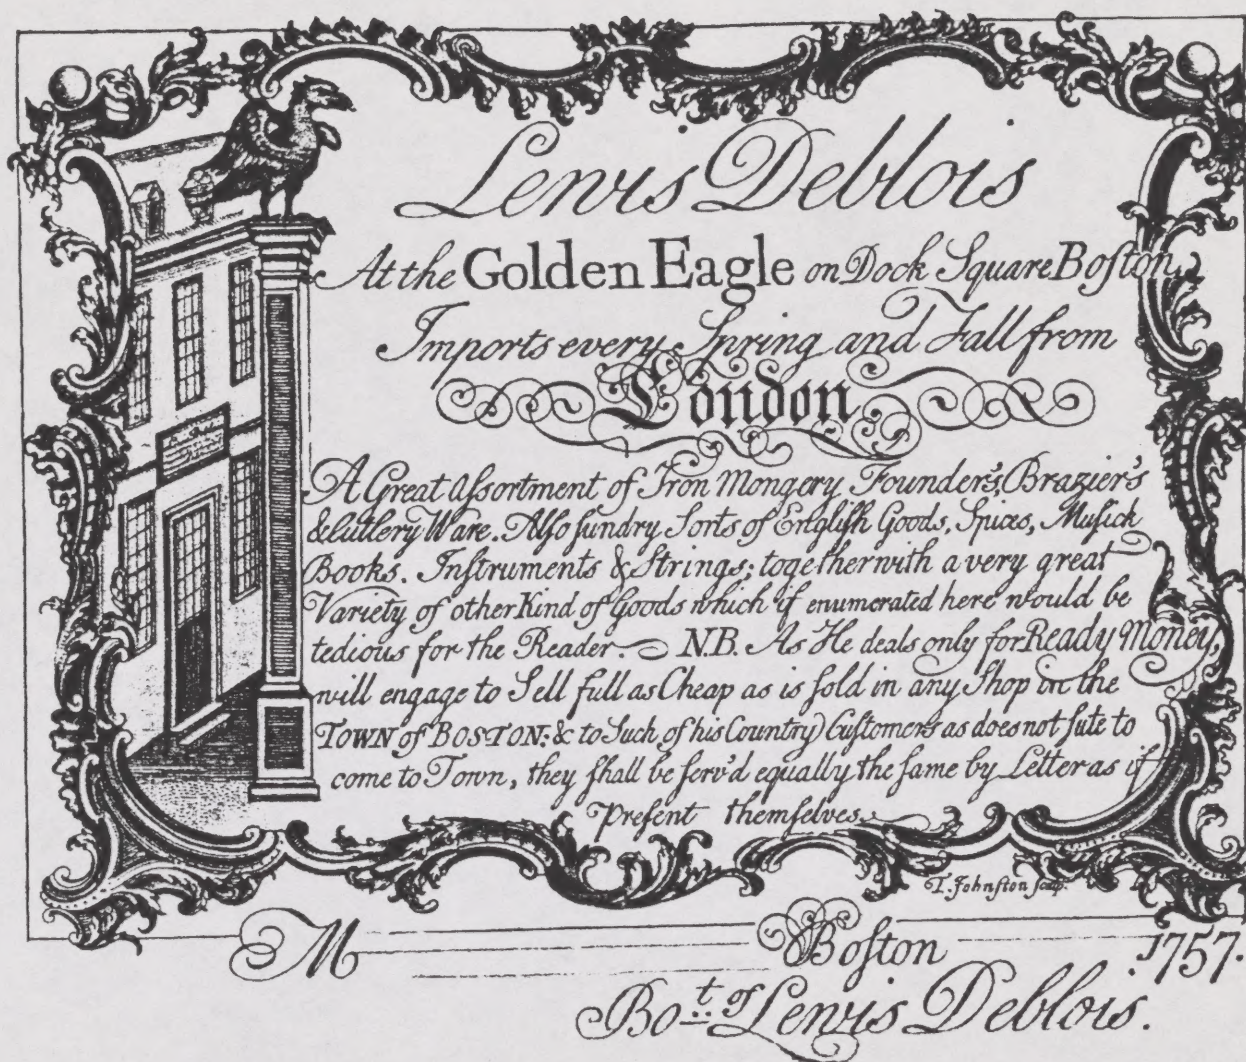 Lewis Deblois
At the Golden Eagle on Dock Square Boſton,
Imports every Spring and Fall from
London,
A Great Aſsortment of Iron Mongery Founder's, Brazier's
& Cutlery Ware. Alſo ſundry Sorts of Engliſh Goods, Spices, Muſick
Books. Inſtruments & Strings; together with a very great
Variety of other Kind of Goods which if enumerated here would be
tedious for the Reader. N.B. As He deals only for Ready Money,
will engage to Sell full as Cheap as is ſold in any Shop in the
TOWN of BOSTON: & to Such of his Country Cuſtomers as does not ſute to
come to Town, they ſhall be ſerv'd equally the ſame by Letter as if
Preſent themſelves.
T. Johnſton ſculp.
M Boſton 1757.
Bo.t of Lewis Deblois.